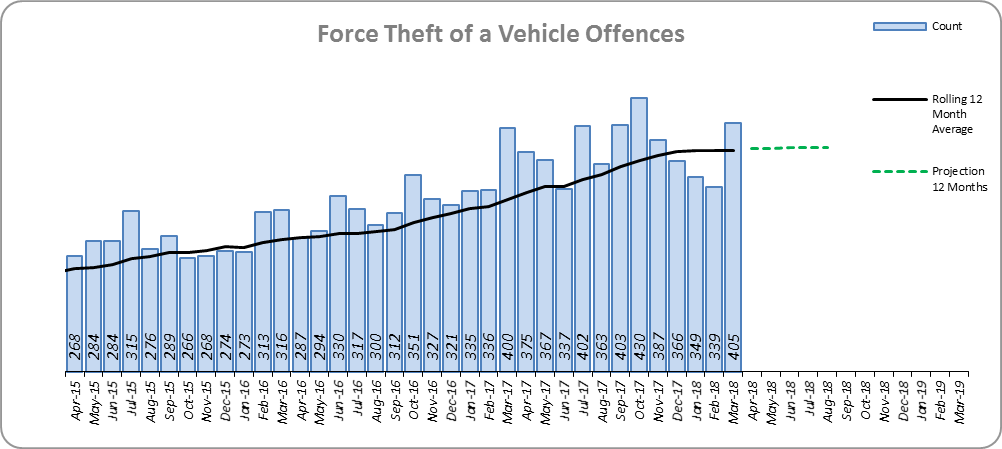 Force Theft of a Vehicle Offences
Count
Rolling 12
Month
Average
Projection
12 Months
268
284
284
315
276
289
266
268
274
273
313
316
287
294
330
317
300
312
351
327
321
335
336
400
375
367
337
402
363
403
430
387
366
349
339
405
Apr-15
May-15
Jun-15
Jul-15
Aug-15
Sep-15
Oct-15
Nov-15
Dec-15
Jan-16
Feb-16
Mar-16
Apr-16
May-16
Jun-16
Jul-16
Aug-16
Sep-16
Oct-16
Nov-16
Dec-16
Jan-17
Feb-17
Mar-17
Apr-17
May-17
Jun-17
Jul-17
Aug-17
Sep-17
Oct-17
Nov-17
Dec-17
Jan-18
Feb-18
Mar-18
Apr-18
May-18
Jun-18
Jul-18
Aug-18
Sep-18
Oct-18
Nov-18
Dec-18
Jan-19
Feb-19
Mar-19